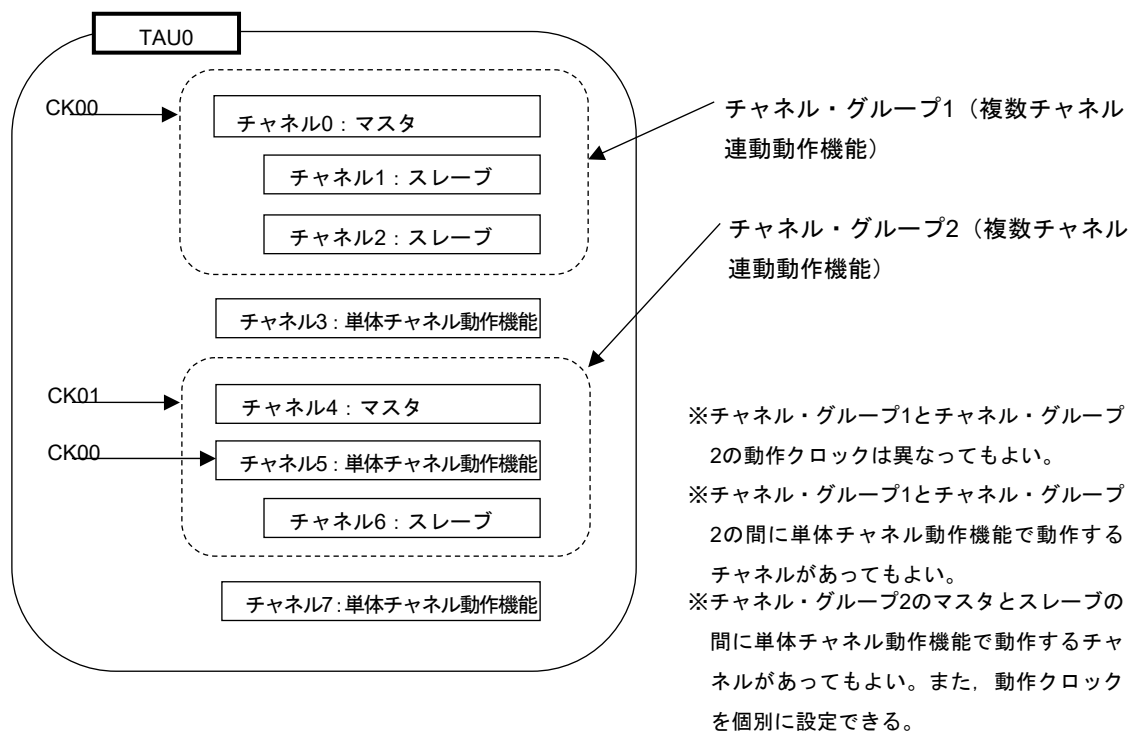 TAU0
CK00
チャネル0：マスタ
チャネル1：スレーブ
チャネル2：スレーブ
チャネル・グループ1（複数チャネル
連動動作機能）
チャネル・グループ2（複数チャネル
連動動作機能）
チャネル3：単体チャネル動作機能
CK01
チャネル4：マスタ
CK00
チャネル5：単体チャネル動作機能
チャネル6：スレーブ
チャネル7：単体チャネル動作機能
※チャネル・グループ1とチャネル・グループ
2の動作クロックは異なってもよい。
※チャネル・グループ1とチャネル・グループ
2の間に単体チャネル動作機能で動作する
チャネルがあってもよい。
※チャネル・グループ2のマスタとスレーブの
間に単体チャネル動作機能で動作するチャ
ネルがあってもよい。また，動作クロック
を個別に設定できる。